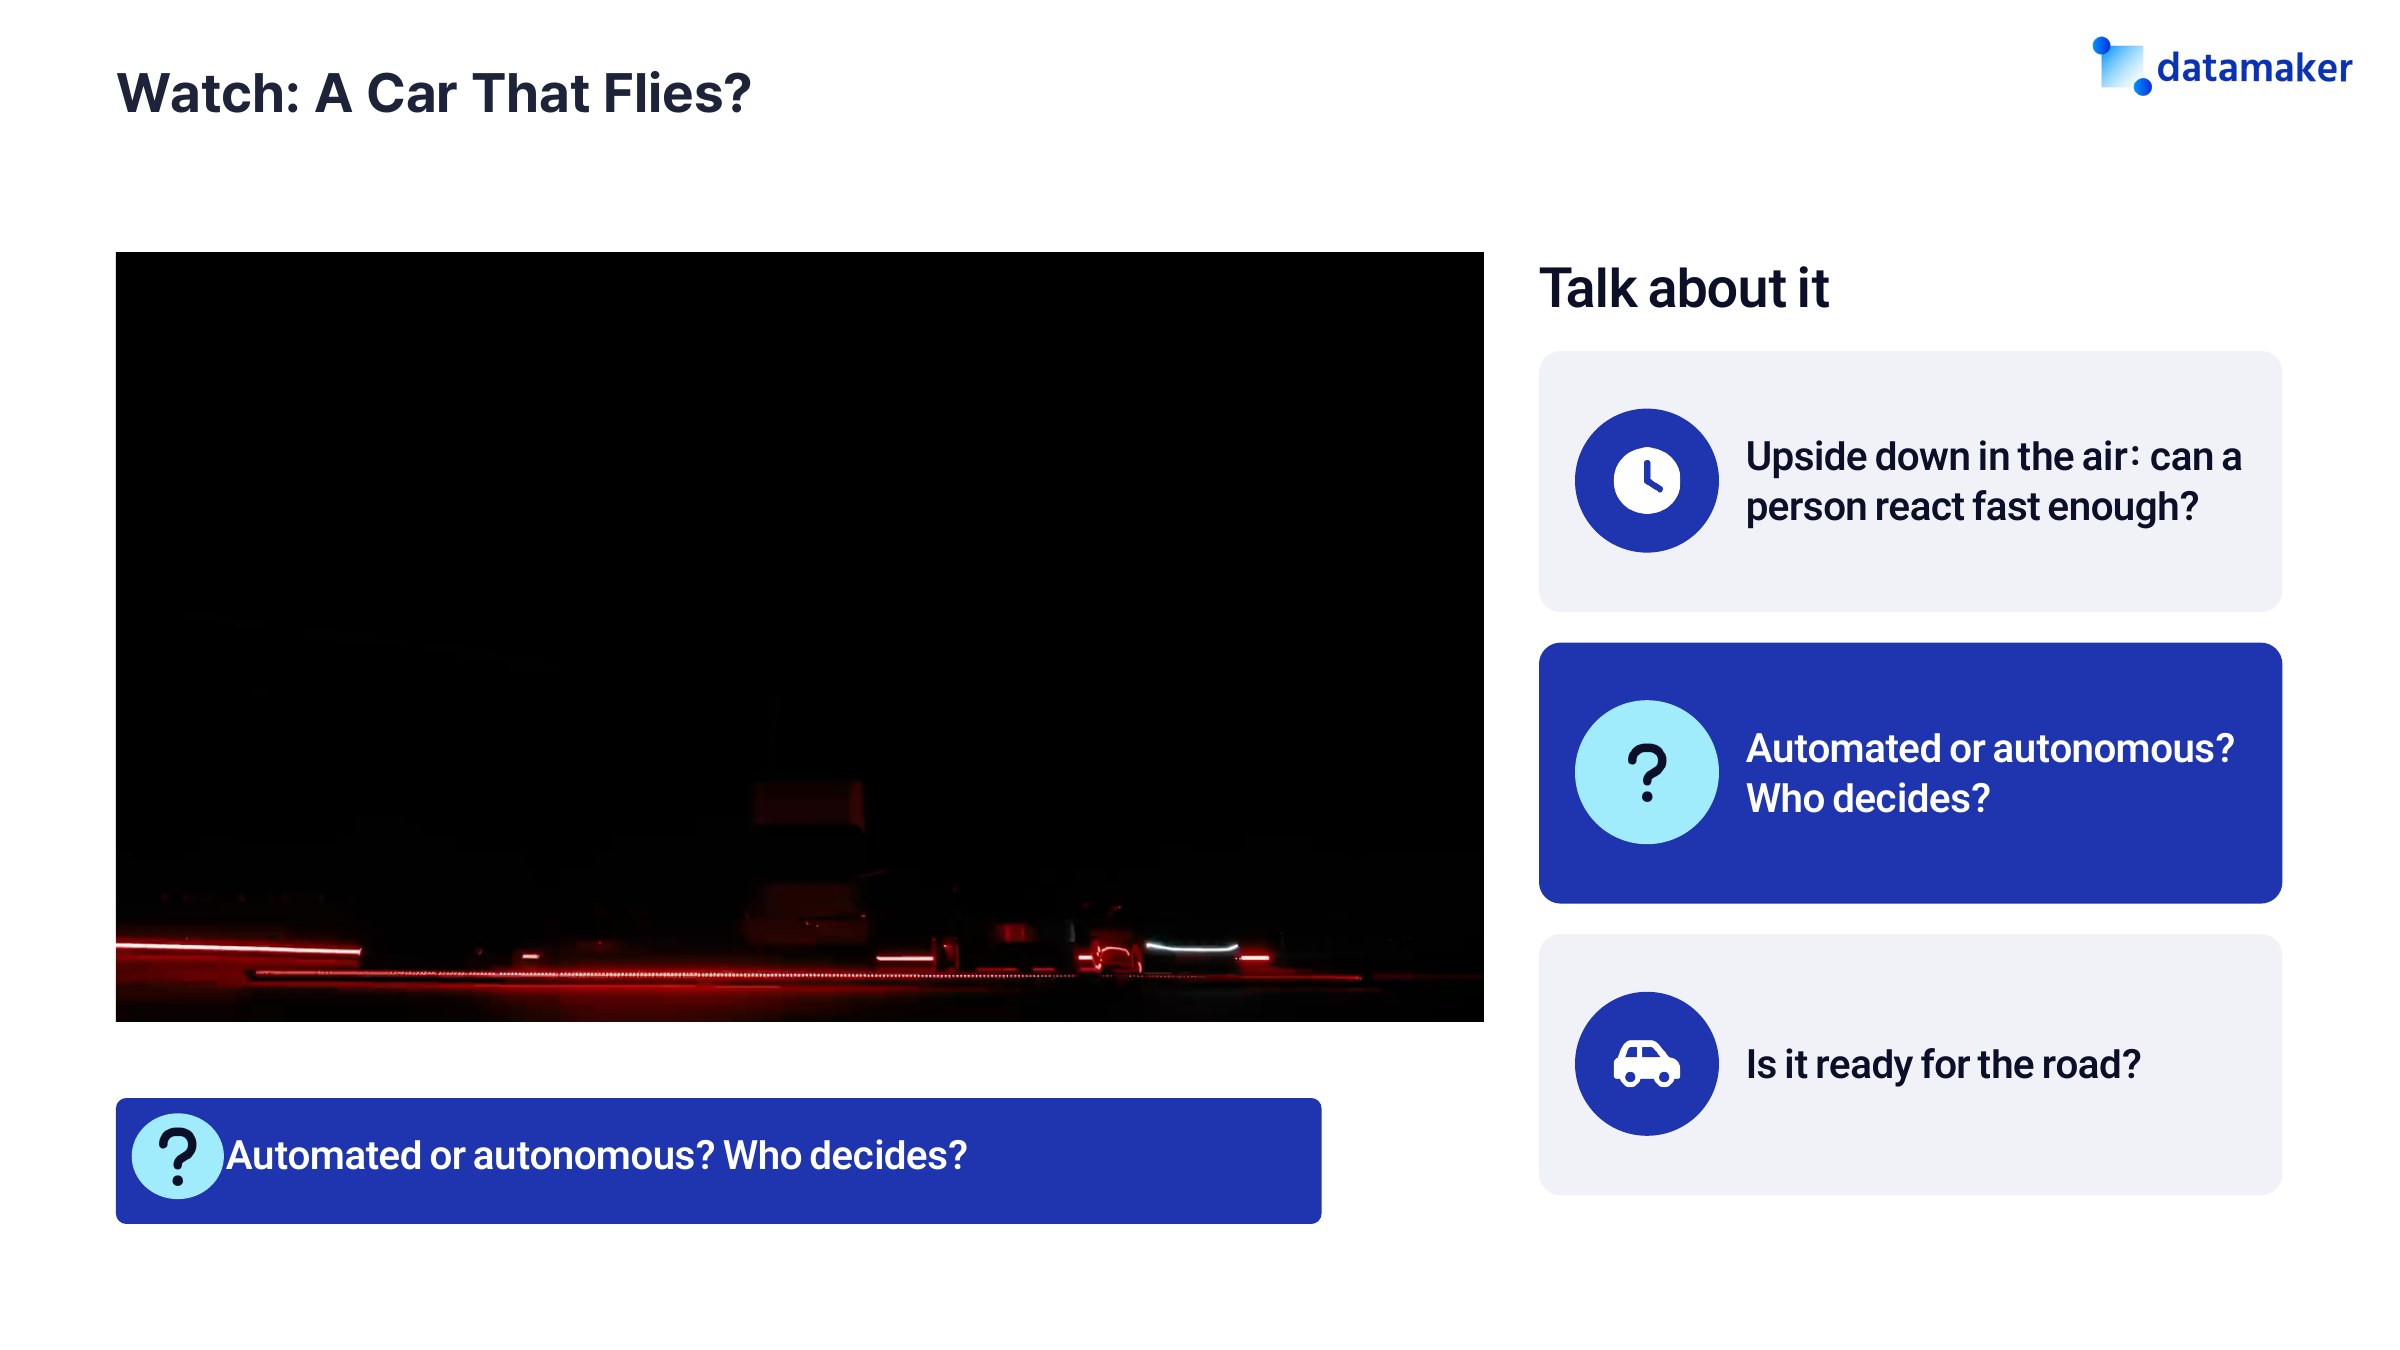 Watch: A Car That Flies?
datamaker
Talk about it
Upside down in the air: can a
person react fast enough?
Automated or autonomous?
Who decides?
Is it ready for the road?
Automated or autonomous? Who decides?